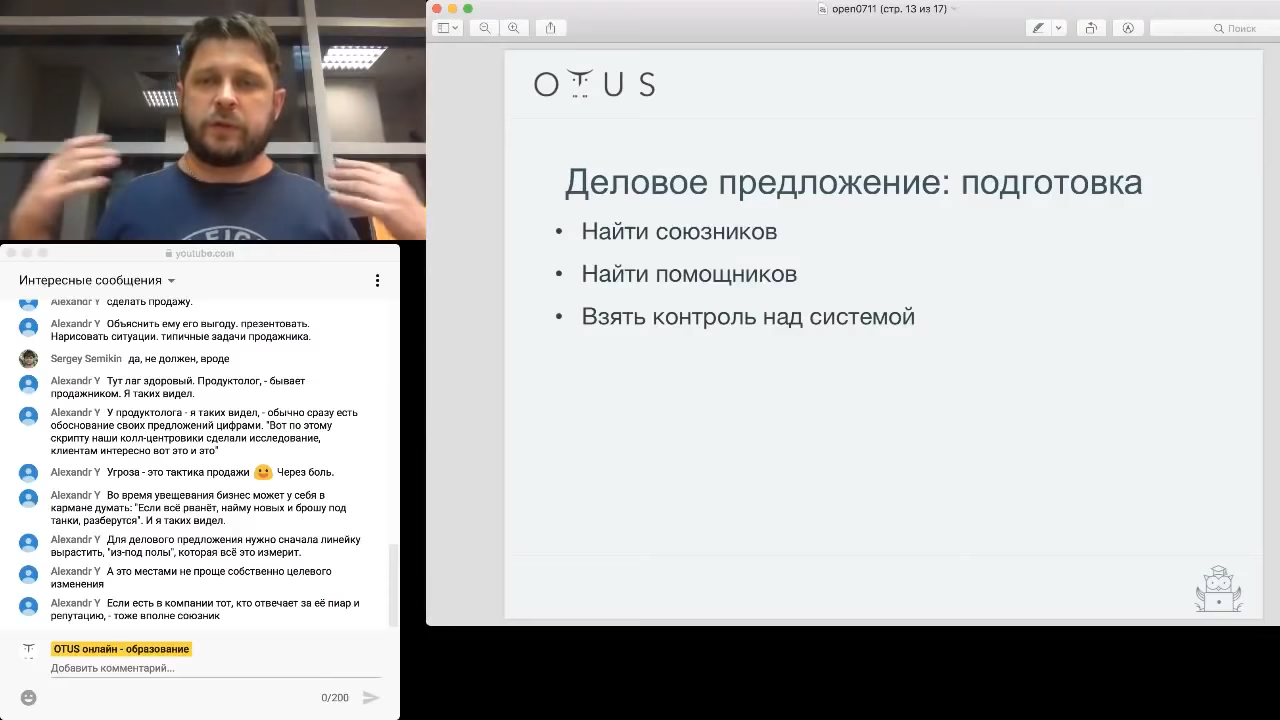 open0711 (стр. 13 из 17)
Поиск
OTUS
Деловое предложение: подготовка
• Найти союзников
• Найти помощников
• Взять контроль над системой
youtube.com
Интересные сообщения
Alexandr Y сделать продажу.
Alexandr Y Объяснить ему его выгоду. презентовать.
Нарисовать ситуации. типичные задачи продажника.
Sergey Semikin да, не должен, вроде
Alexandr Y Тут лаг здоровый. Продуктолог, - бывает
продажником. Я таких видел.
Alexandr Y У продуктолога - я таких видел, - обычно сразу есть
обоснование своих предложений цифрами. "Вот по этому
скрипту наши колл-центровики сделали исследование,
клиентам интересно вот это и это"
Alexandr Y Угроза - это тактика продажи 😃 Через боль.
Alexandr Y Во время увещевания бизнес может у себя в
кармане думать: "Если всё рванёт, найму новых и брошу под
танки, разберутся". И я таких видел.
Alexandr Y Для делового предложения нужно сначала линейку
вырастить, "из-под полы", которая всё это измерит.
Alexandr Y А это местами не проще собственно целевого
изменения
Alexandr Y Если есть в компании тот, кто отвечает за её пиар и
репутацию, - тоже вполне союзник
OTUS онлайн - образование
Добавить комментарий...
0/200